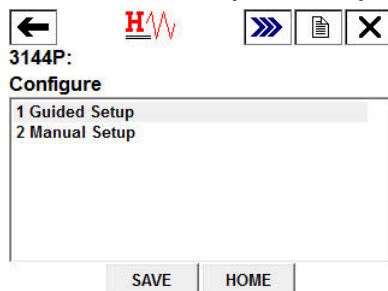 H
3144P:
Configure
1 Guided Setup
2 Manual Setup
SAVE HOME